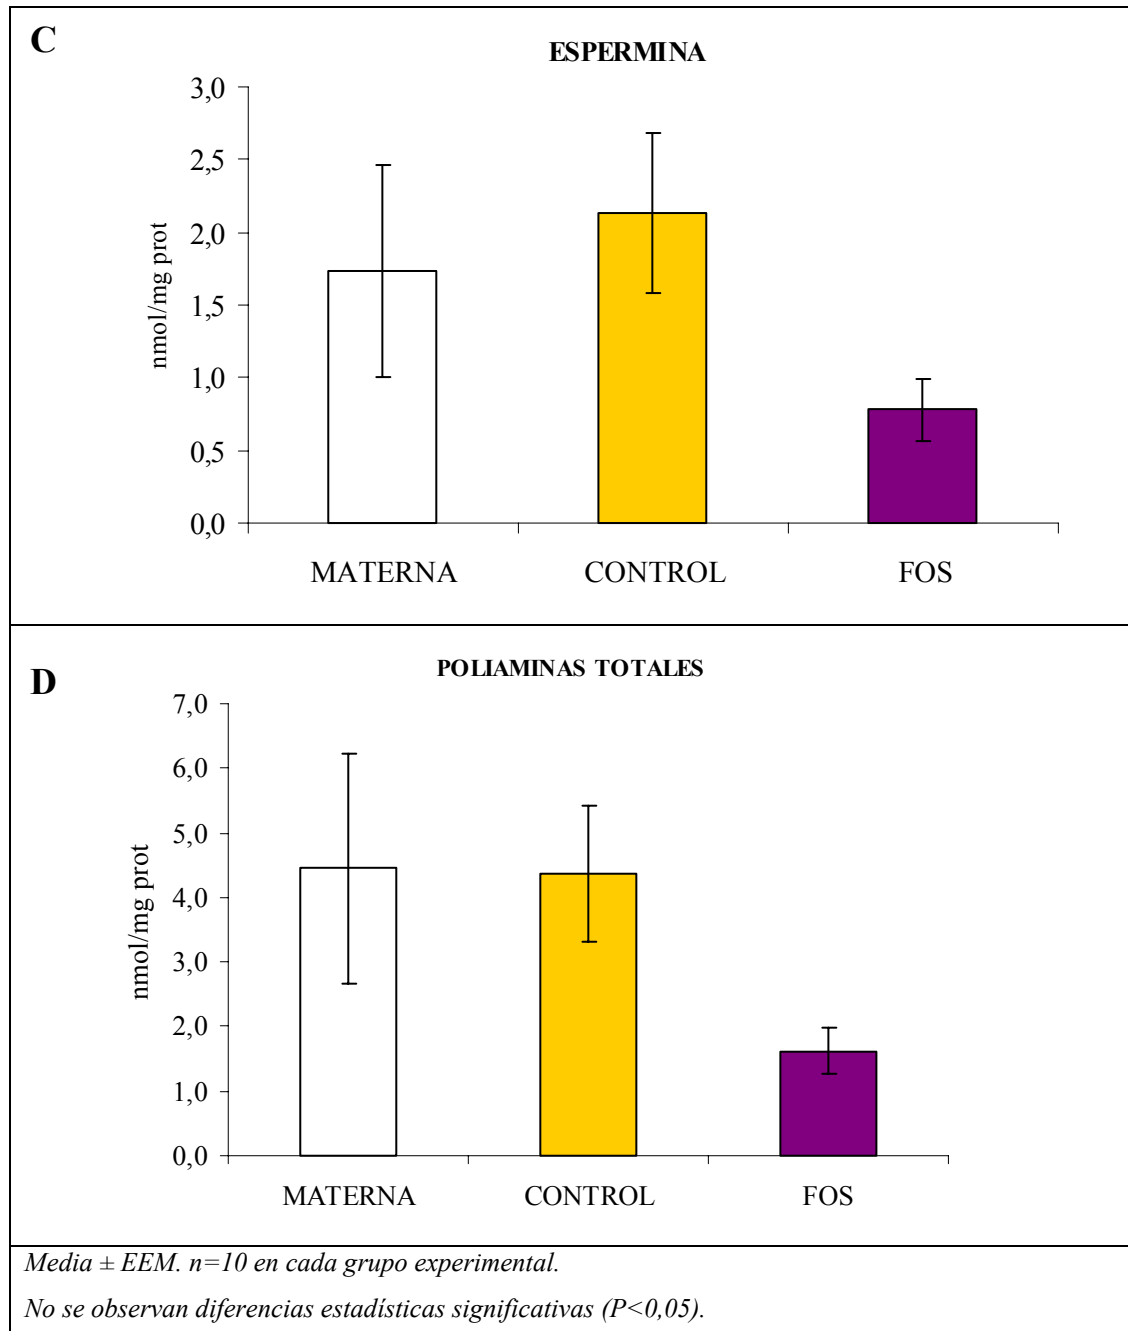 C
ESPERMINA
3,0
2,5
2,0
1,5
1,0
0,5
0,0
nmol/mg prot
MATERNA CONTROL FOS
D
POLIAMINAS TOTALES
7,0
6,0
5,0
4,0
3,0
2,0
1,0
0,0
nmol/mg prot
MATERNA CONTROL FOS
Media ± EEM. n=10 en cada grupo experimental.
No se observan diferencias estadísticas significativas (P<0,05).